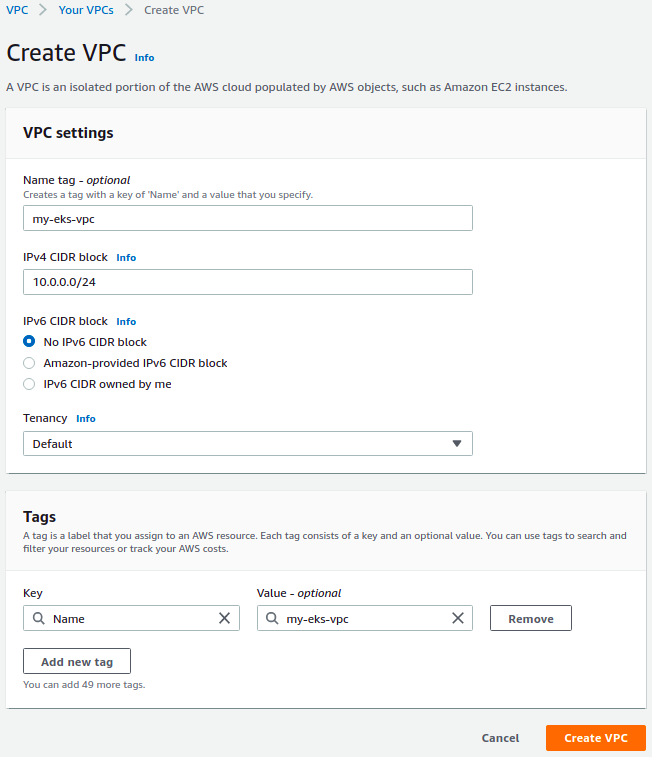 VPC > Your VPCs > Create VPC
Create VPC Info
A VPC is an isolated portion of the AWS cloud populated by AWS objects, such as Amazon EC2 instances.
VPC settings
Name tag - optional
Creates a tag with a key of 'Name' and a value that you specify.
my-eks-vpc
IPv4 CIDR block Info
10.0.0.0/24
IPv6 CIDR block Info
No IPv6 CIDR block
Amazon-provided IPv6 CIDR block
IPv6 CIDR owned by me
Tenancy Info
Default
Tags
A tag is a label that you assign to an AWS resource. Each tag consists of a key and an optional value. You can use tags to search and
filter your resources or track your AWS costs.
Key Value - optional
Name my-eks-vpc Remove
Add new tag
You can add 49 more tags.
Cancel Create VPC